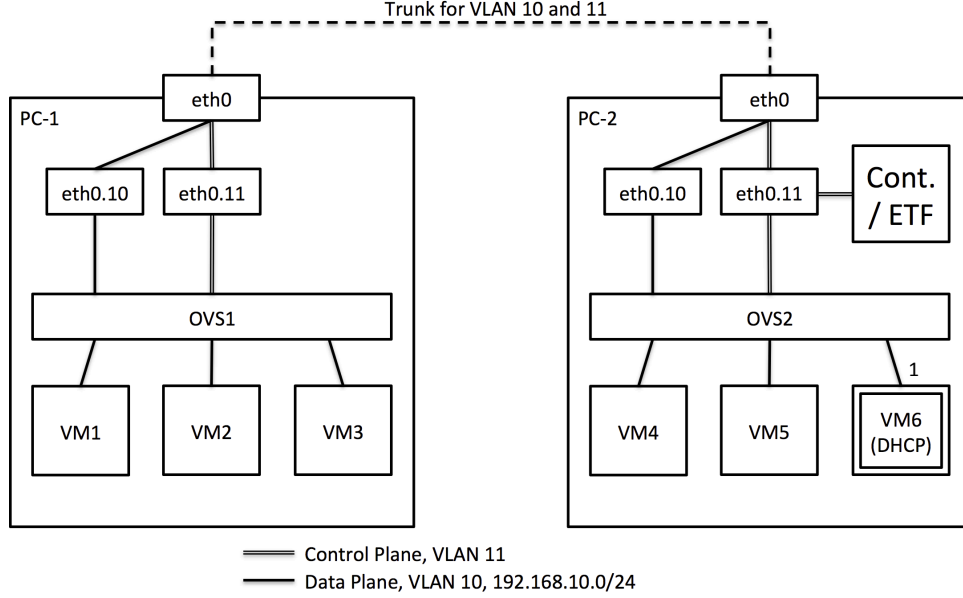 Trunk for VLAN 10 and 11
eth0
PC-1
eth0.10
eth0.11
OVS1
VM1
VM2
VM3
eth0
PC-2
eth0.10
eth0.11
Cont.
/ ETF
OVS2
1
VM4
VM5
VM6
(DHCP)
Control Plane, VLAN 11
Data Plane, VLAN 10, 192.168.10.0/24